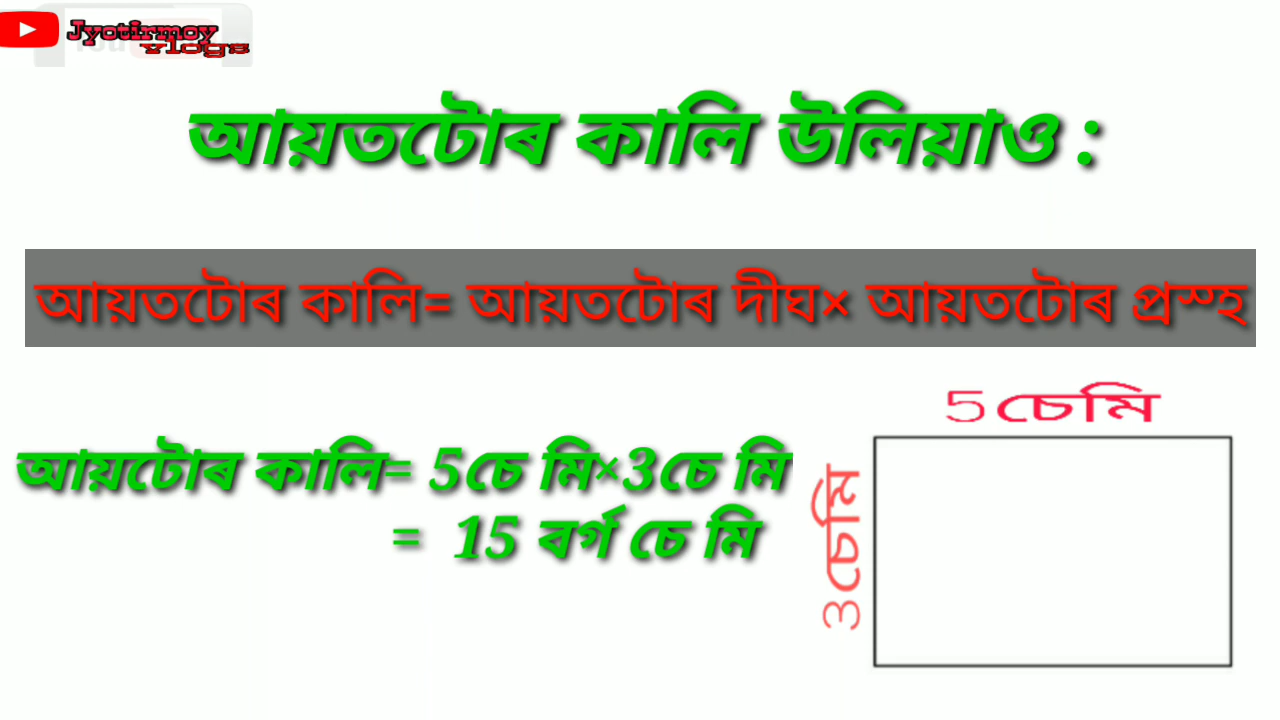 Jyotirmoy
vlogs
আয়তটোৰ কালি উলিয়াও :
আয়তটোৰ কালি= আয়তটোৰ দীঘ× আয়তটোৰ প্ৰস্হ
5চেমি
3চেমি
আয়টোৰ কালি= 5চে মি×3চে মি
= 15 বৰ্গ চে মি